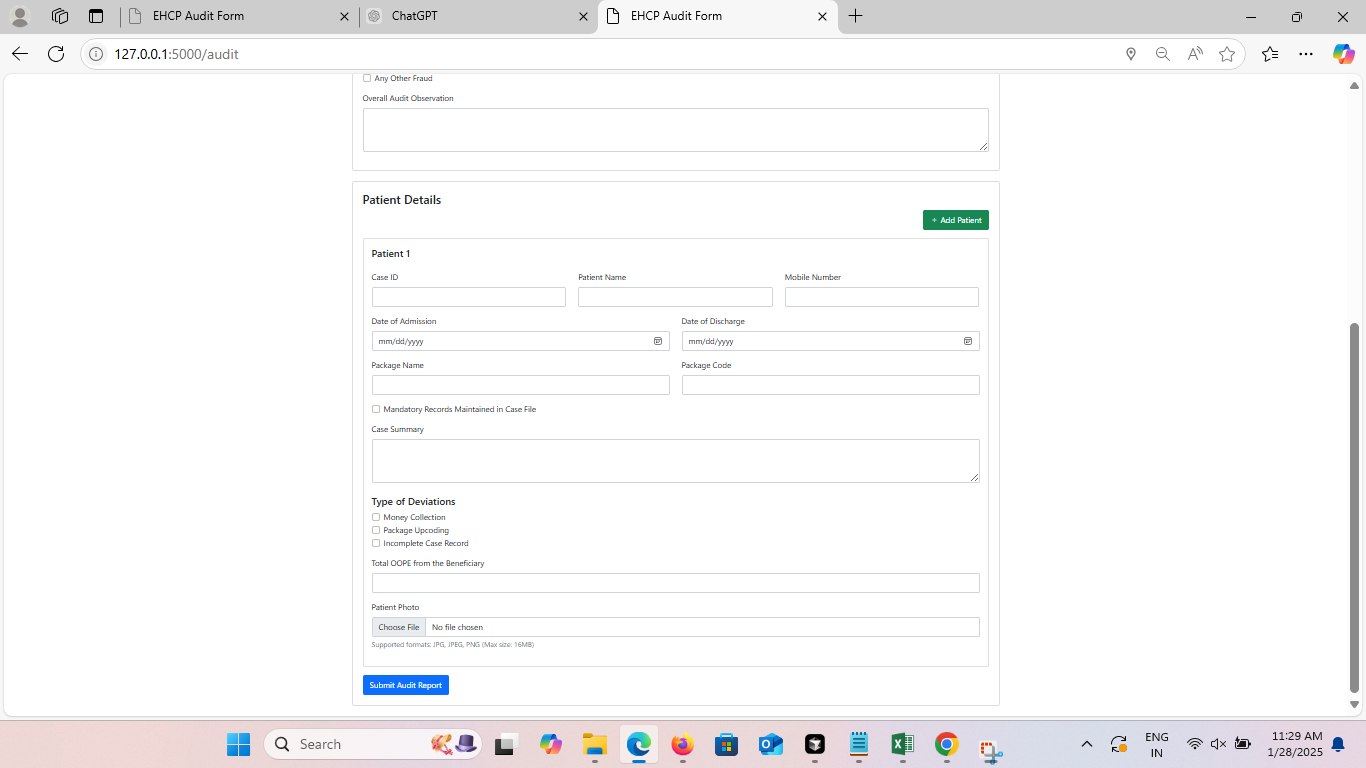 EHCP Audit Form
ChatGPT
EHCP Audit Form
127.0.0.1:5000/audit
Any Other Fraud
Overall Audit Observation
Patient Details
+ Add Patient
Patient 1
Case ID Patient Name Mobile Number
Date of Admission Date of Discharge
mm/dd/yyyy mm/dd/yyyy
Package Name Package Code
Mandatory Records Maintained in Case File
Case Summary
Type of Deviations
Money Collection
Package Upcoding
Incomplete Case Record
Total OOPE from the Beneficiary
Patient Photo
Choose File No file chosen
Supported formats: JPG, JPEG, PNG (Max size: 16MB)
Submit Audit Report
Search
ENG
IN
11:29 AM
1/28/2025